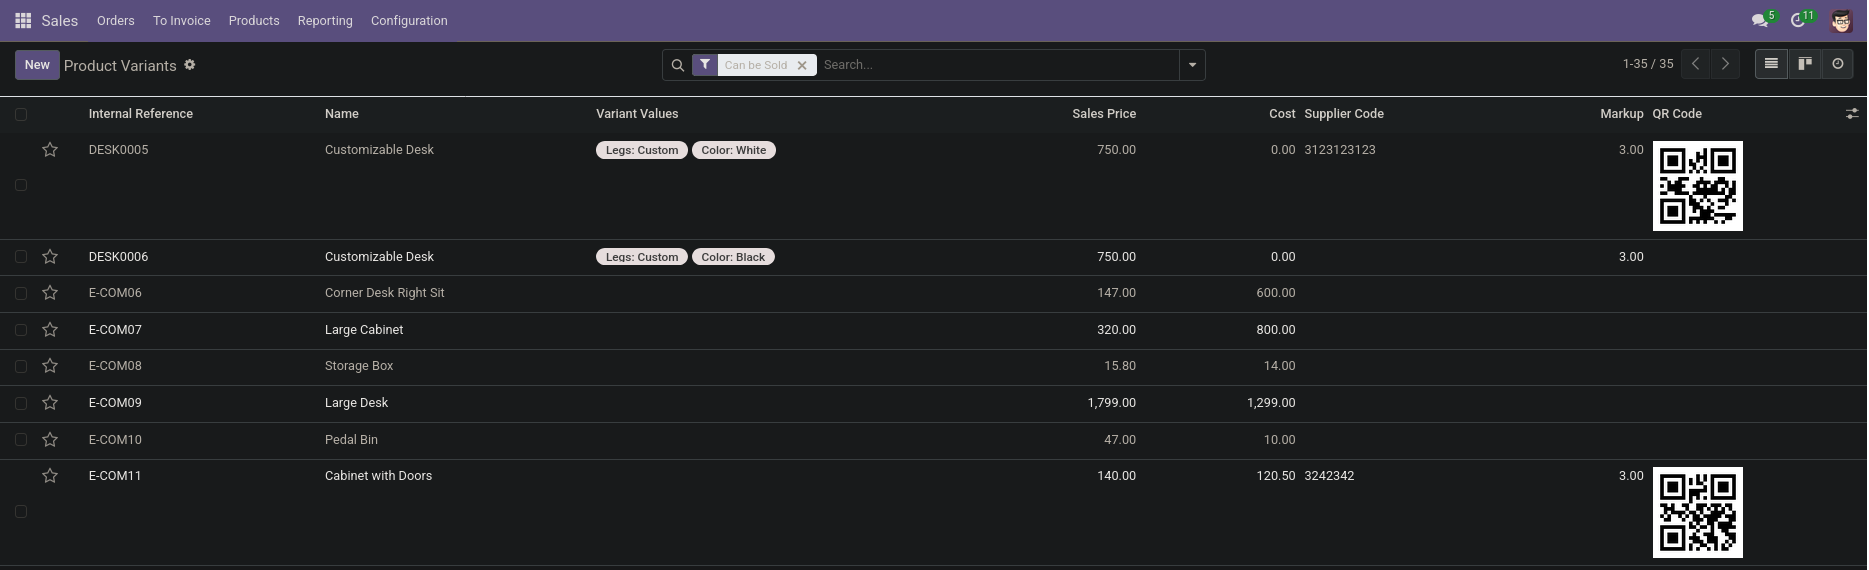 Sales Orders To Invoice Products Reporting Configuration 5 11
New Product Variants Can be Sold Search... 1-35 / 35
Internal Reference Name Variant Values Sales Price Cost Supplier Code Markup QR Code
DESK0005 Customizable Desk Legs: Custom Color: White 750.00 0.00 3123123123 3.00
DESK0006 Customizable Desk Legs: Custom Color: Black 750.00 0.00 3.00
E-COM06 Corner Desk Right Sit 147.00 600.00
E-COM07 Large Cabinet 320.00 800.00
E-COM08 Storage Box 15.80 14.00
E-COM09 Large Desk 1,799.00 1,299.00
E-COM10 Pedal Bin 47.00 10.00
E-COM11 Cabinet with Doors 140.00 120.50 3242342 3.00